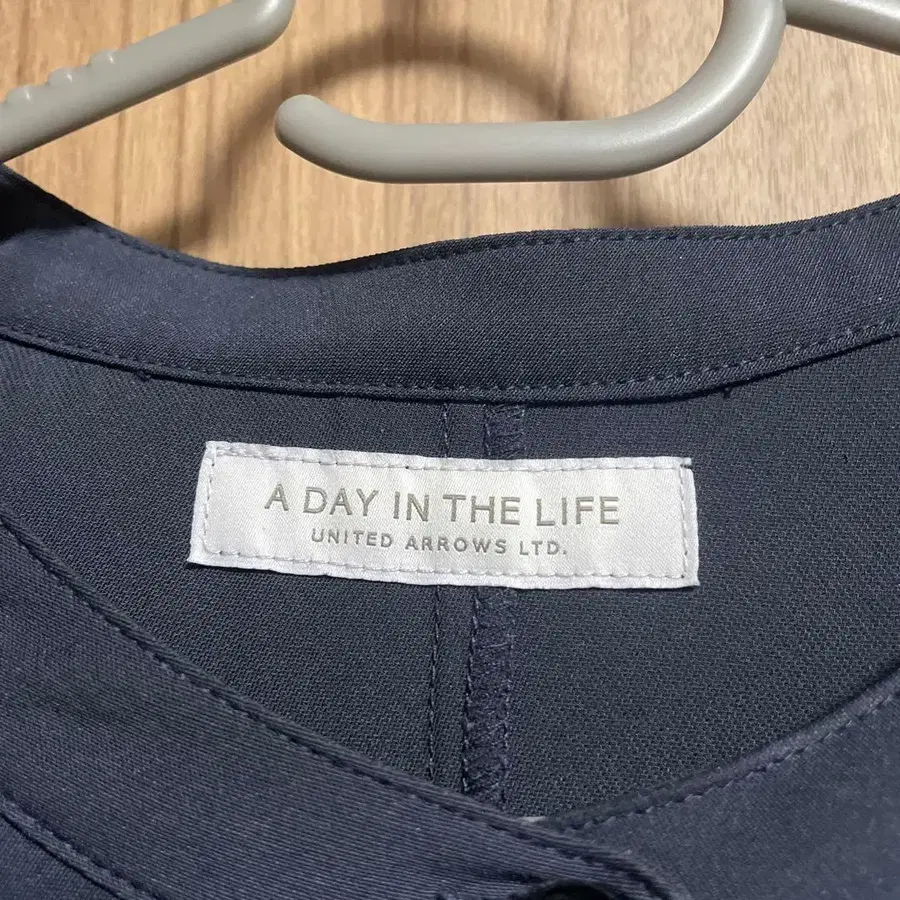 A DAY IN THE LIFE
UNITED ARROWS LTD.